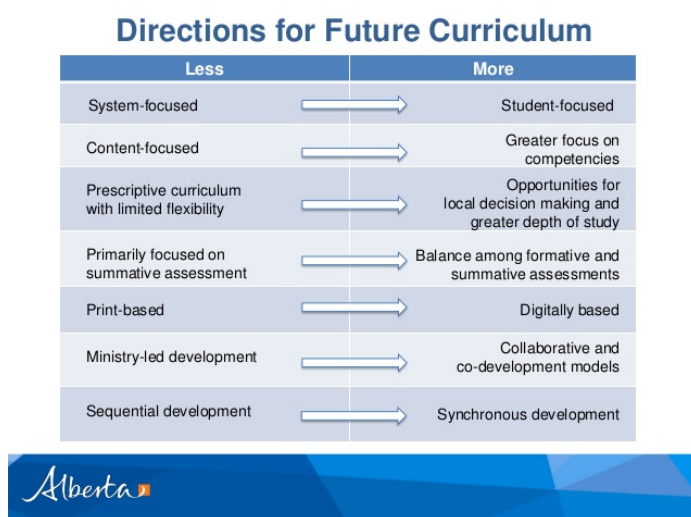 Directions for Future Curriculum
Less More
System-focused Student-focused
Content-focused Greater focus on
competencies
Prescriptive curriculum
with limited flexibility
Opportunities for
local decision making and
greater depth of study
Primarily focused on
summative assessment
Balance among formative and
summative assessments
Print-based Digitally based
Ministry-led development Collaborative and
co-development models
Sequential development Synchronous development
Alberta